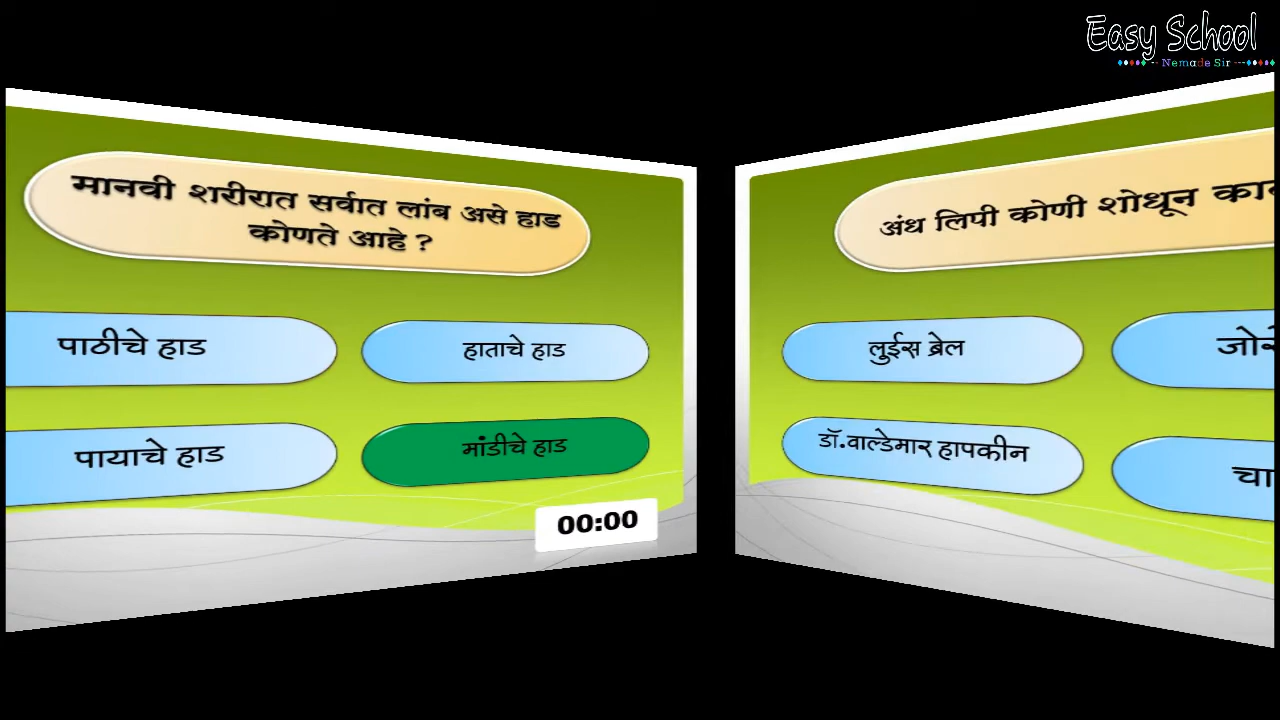 Easy School
Nemade Sir
मानवी शरीरात सर्वात लांब असे हाड
कोणते आहे ?
पाठीचे हाड
हाताचे हाड
पायाचे हाड
मांडीचे हाड
00:00
अंध लिपी कोणी शोधून
लुईस ब्रेल
डॉ.वाल्डेमार हापकीन